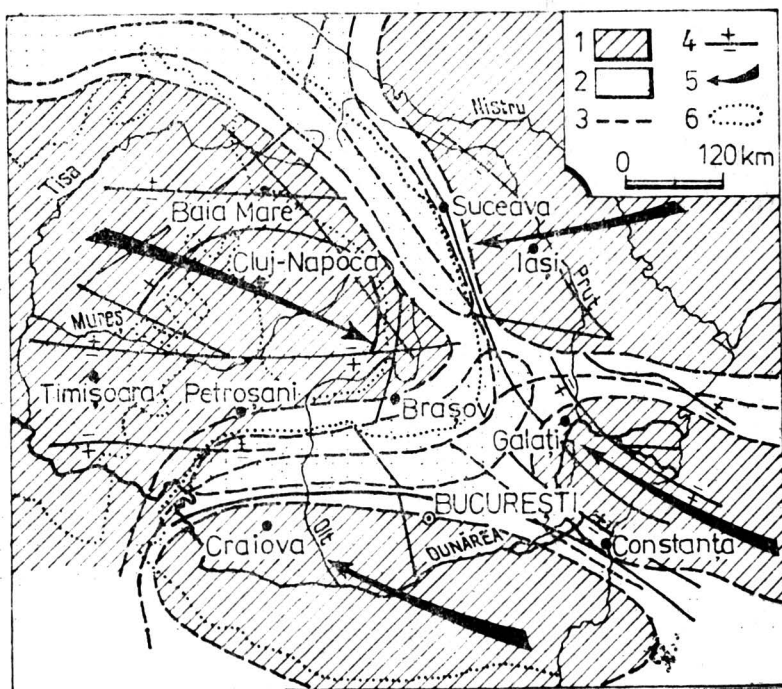 1 4 + -
2 5
3 6
0 120 km
Nistru
Tisa
Baia Mare
Suceava
Cluj-Napoca
Iași
Prut
Mureș
Timișoara
Petroșani
Brașov
Galați
BUCUREȘTI
Craiova
Olt
DUNĂREA
Constanța